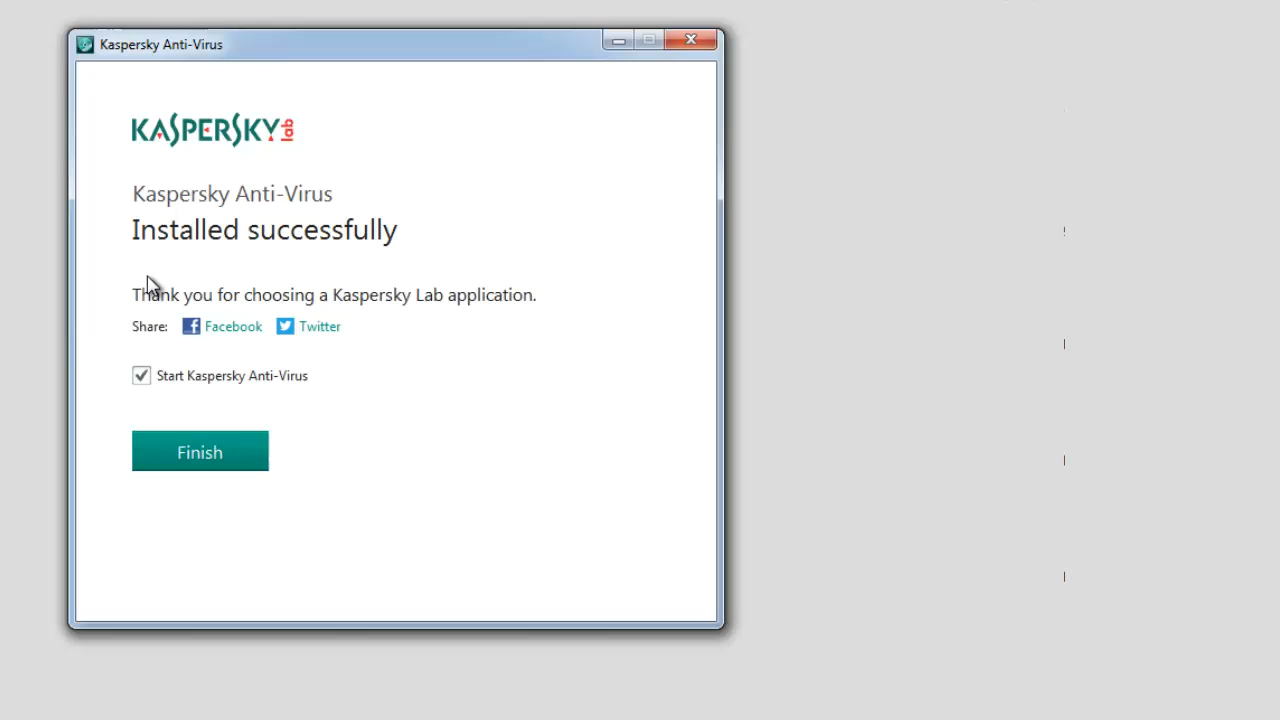 Kaspersky Anti-Virus
KASPERSKY lab
Kaspersky Anti-Virus
Installed successfully
Thank you for choosing a Kaspersky Lab application.
Share: Facebook Twitter
Start Kaspersky Anti-Virus
Finish